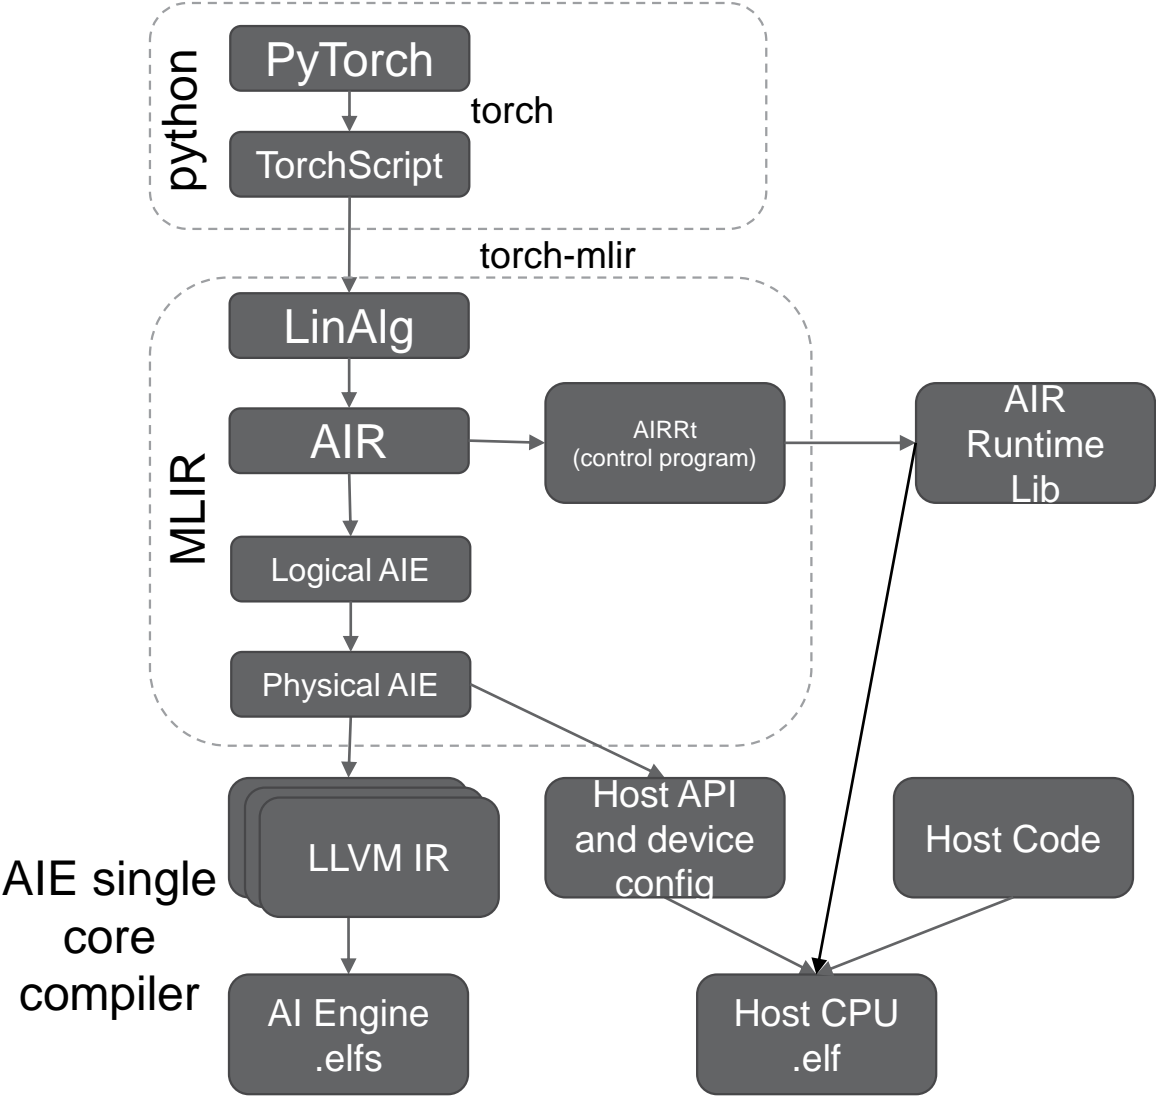 PyTorch
python
torch
TorchScript
torch-mlir
LinAlg
AIR
AIRRt
(control program)
AIR
Runtime
Lib
MLIR
Logical AIE
Physical AIE
LLVM IR
Host API
and device
config
Host Code
AIE single
core
compiler
AI Engine
.elfs
Host CPU
.elf